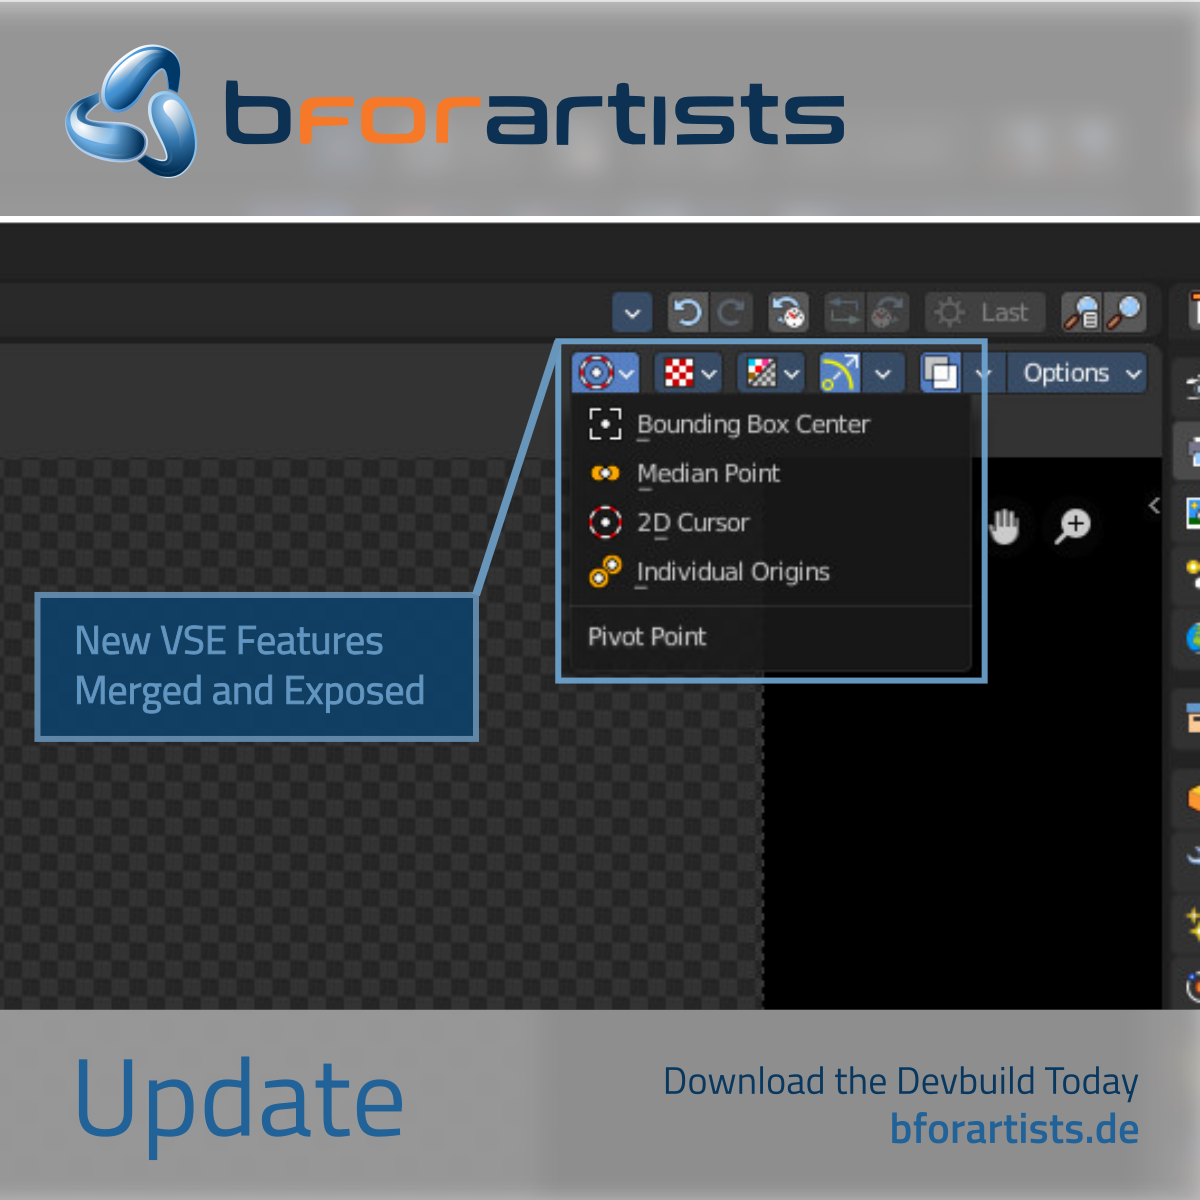 bforartists
Last
Options
Bounding Box Center
Median Point
2D Cursor
Individual Origins
Pivot Point
New VSE Features
Merged and Exposed
Update
Download the Devbuild Today
bforartists.de